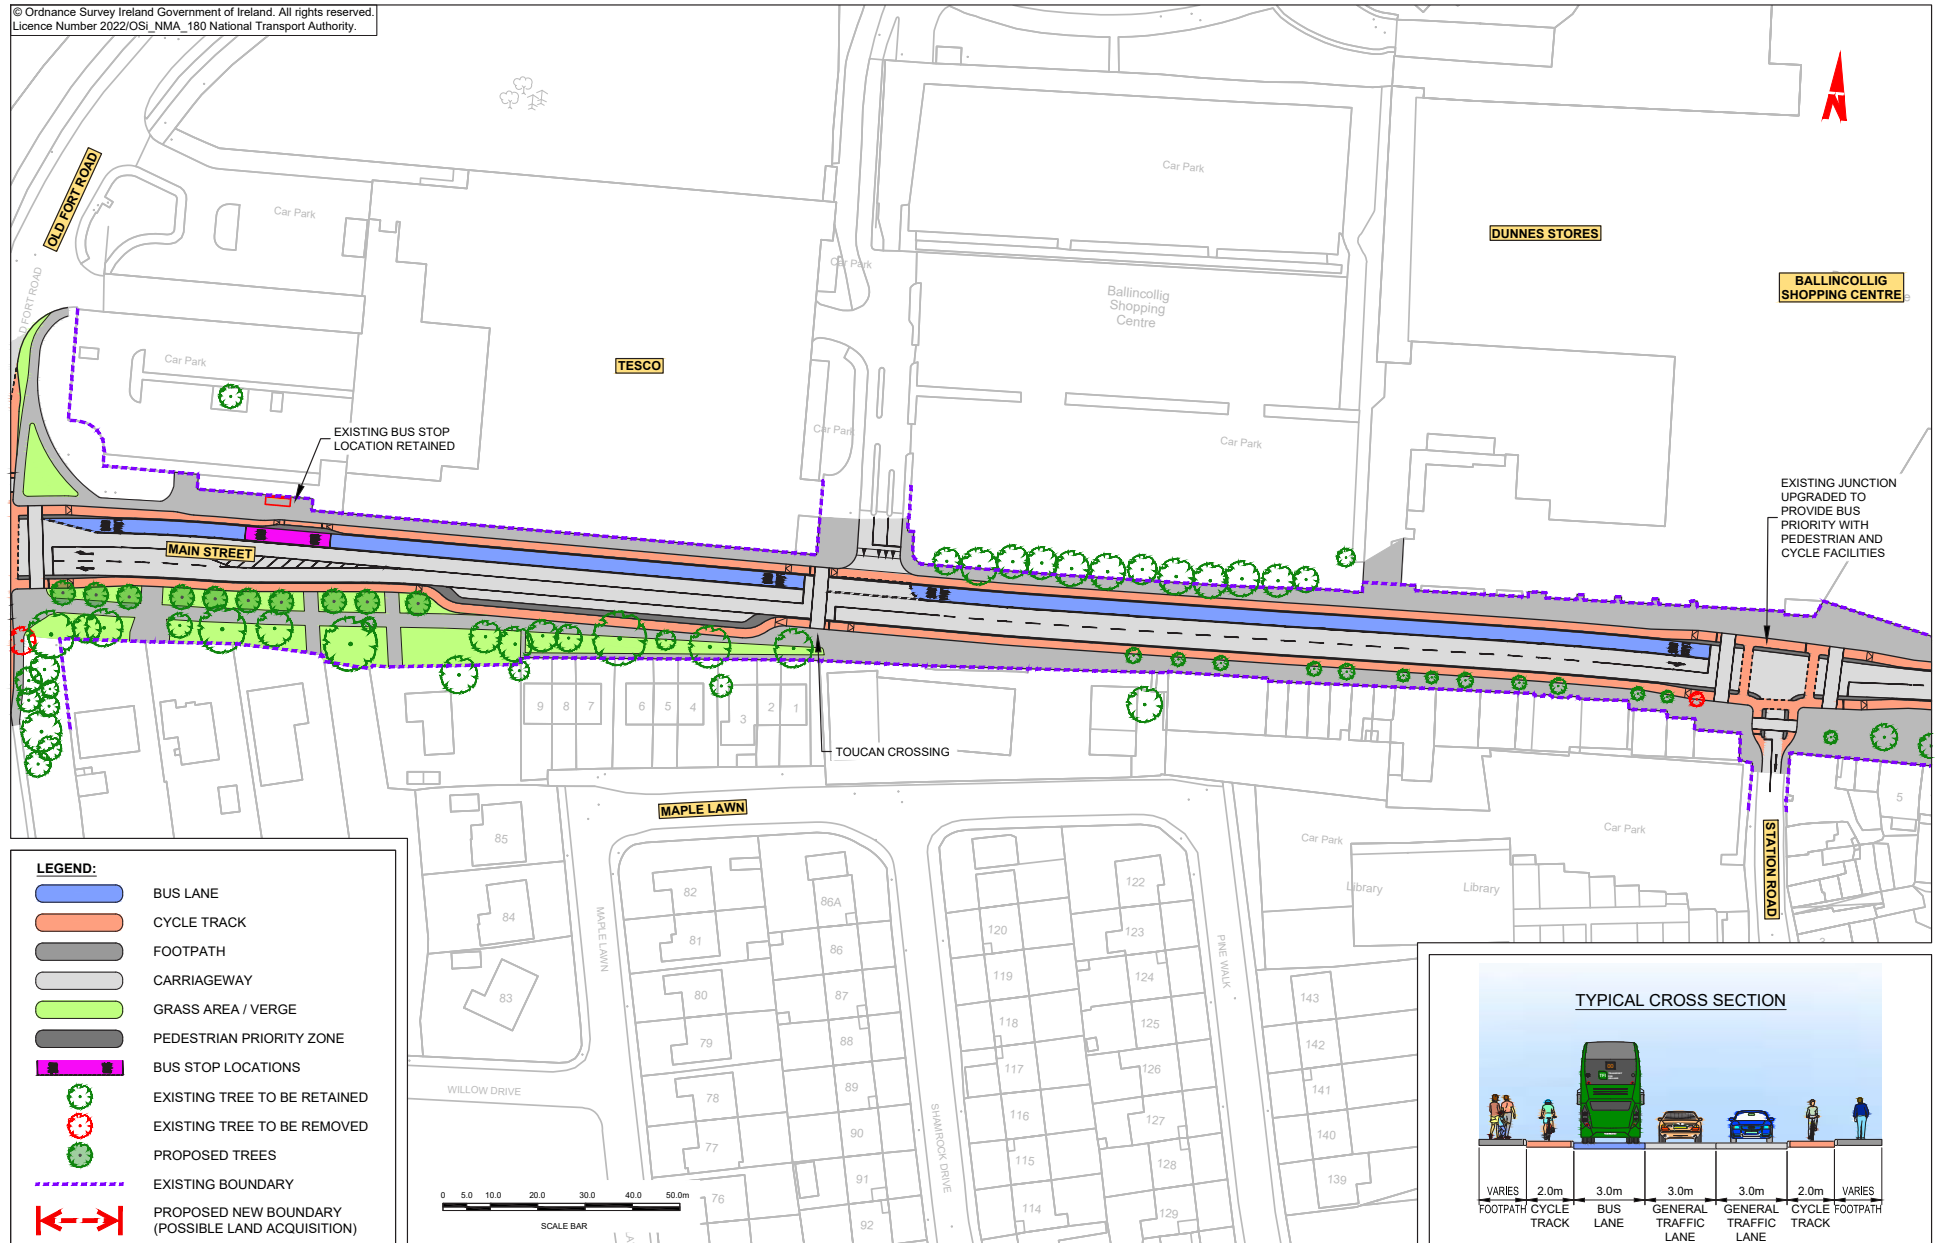 © Ordnance Survey Ireland Government of Ireland. All rights reserved.
Licence Number 2022/OSi_NMA_180 National Transport Authority.
N
OLD FORT ROAD
Car Park
Car Park
DUNNES STORES
Car Park
BALLINCOLLIG
SHOPPING CENTRE
Ballincollig
Shopping
Centre
D FORT ROAD
Car Park
TESCO
Car Park
Car Park
EXISTING BUS STOP
LOCATION RETAINED
EXISTING JUNCTION
UPGRADED TO
PROVIDE BUS
PRIORITY WITH
PEDESTRIAN AND
CYCLE FACILITIES
MAIN STREET
9
8
7
6
5
4
3
2
1
TOUCAN CROSSING
MAPLE LAWN
5
85
84
83
MAPLE LAWN
82
81
80
79
78
77
76
86A
86
87
88
89
90
91
92
WILLOW DRIVE
SHAMROCK DRIVE
120
119
118
117
116
115
114
122
123
124
125
126
127
128
129
PINE WALK
143
142
141
140
139
Car Park
Car Park
Library
Library
STATION ROAD
LEGEND:
BUS LANE
CYCLE TRACK
FOOTPATH
CARRIAGEWAY
GRASS AREA / VERGE
PEDESTRIAN PRIORITY ZONE
BUS STOP LOCATIONS
EXISTING TREE TO BE RETAINED
EXISTING TREE TO BE REMOVED
PROPOSED TREES
EXISTING BOUNDARY
PROPOSED NEW BOUNDARY
(POSSIBLE LAND ACQUISITION)
0 5.0 10.0 20.0 30.0 40.0 50.0m
SCALE BAR
TYPICAL CROSS SECTION
VARIES 2.0m 3.0m 3.0m 3.0m 2.0m VARIES
FOOTPATH CYCLE TRACK BUS LANE GENERAL TRAFFIC LANE GENERAL TRAFFIC LANE CYCLE TRACK FOOTPATH